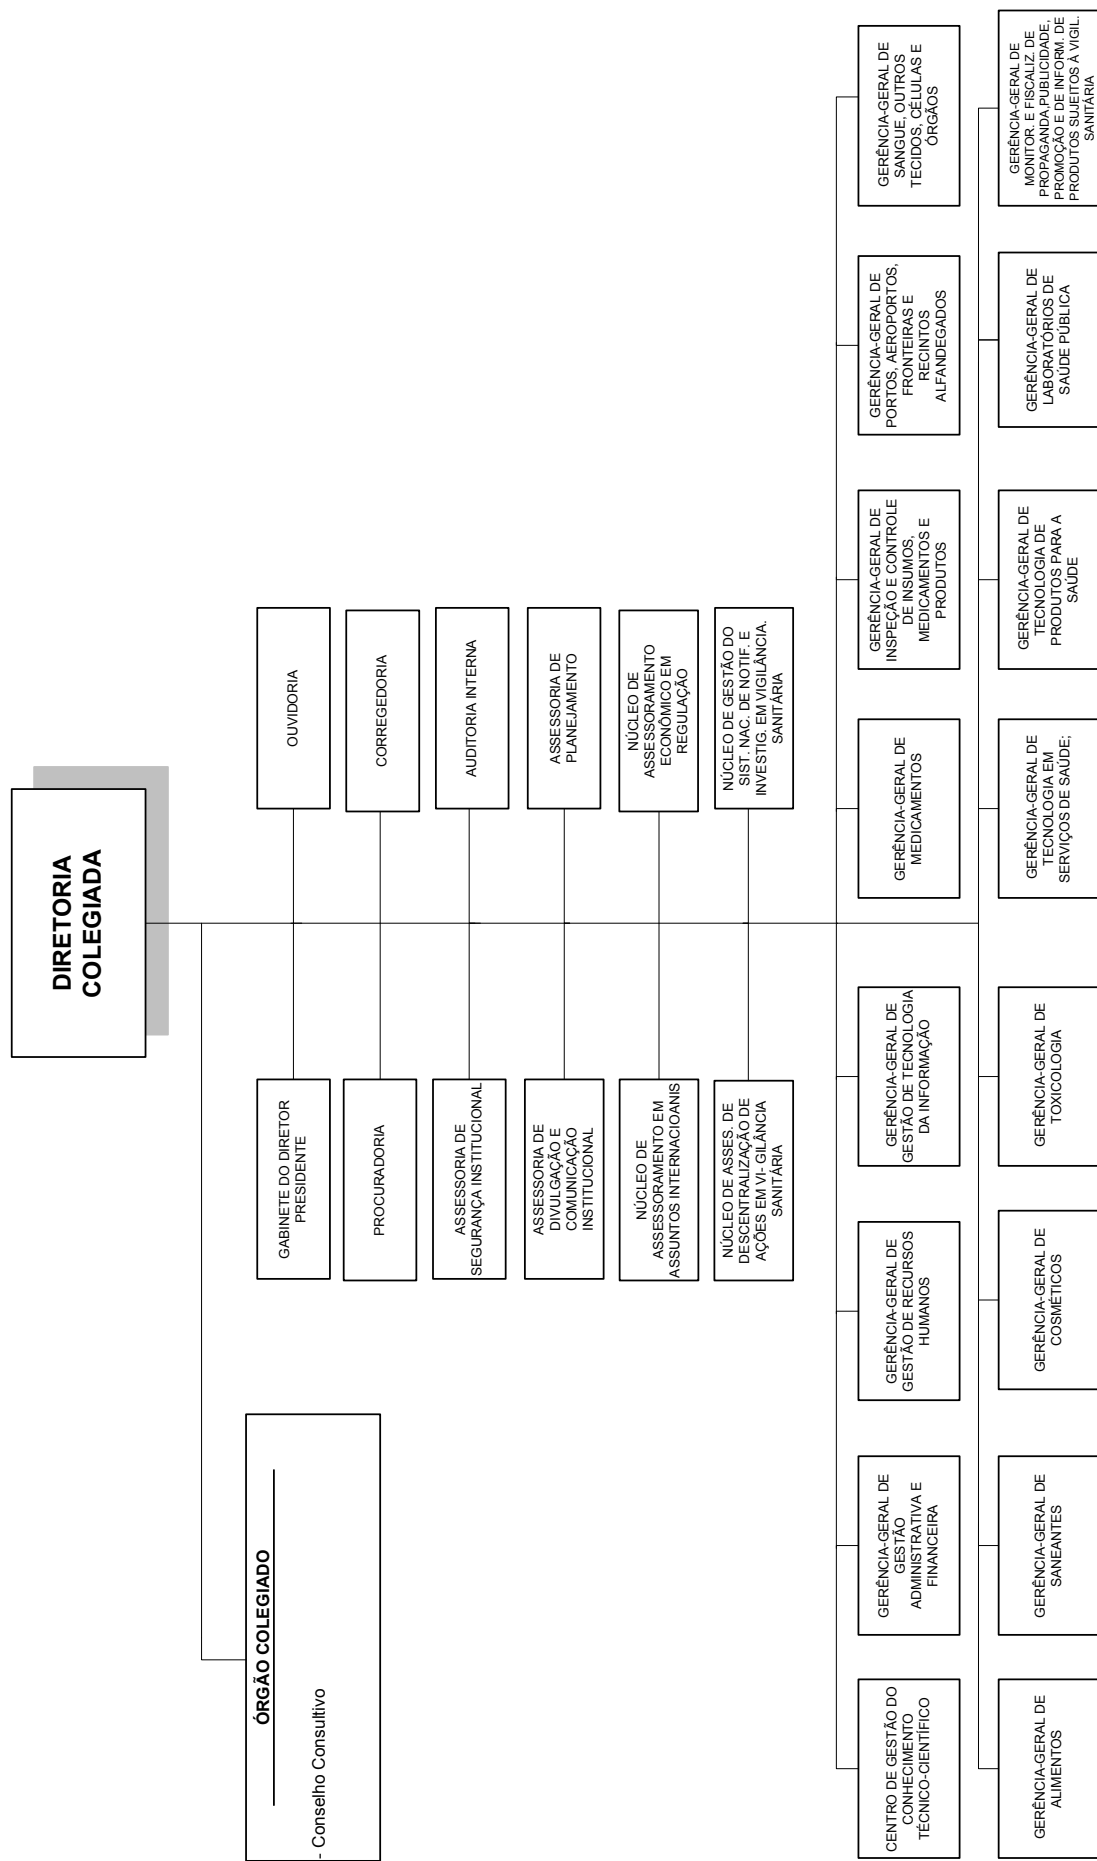 DIRETORIA
COLEGIADA
ÓRGÃO COLEGIADO
- Conselho Consultivo
GABINETE DO DIRETOR
PRESIDENTE
OUVIDORIA
PROCURADORIA
CORREGEDORIA
ASSESSORIA DE
SEGURANÇA INSTITUCIONAL
AUDITORIA INTERNA
ASSESSORIA DE
DIVULGAÇÃO E
COMUNICAÇÃO
INSTITUCIONAL
ASSESSORIA DE
PLANEJAMENTO
NÚCLEO DE
ASSESSORAMENTO EM
ASSUNTOS INTERNACIOANIS
NÚCLEO DE
ASSESSORAMENTO
ECONÔMICO EM
REGULAÇÃO
NÚCLEO DE ASSES. DE
DESCENTRALIZAÇÃO DE
AÇÕES EM VI- GILÂNCIA
SANITÁRIA
NÚCLEO DE GESTÃO DO
SIST. NAC. DE NOTIF. E
INVESTIG. EM VIGILÂNCIA.
SANITÁRIA
CENTRO DE GESTÃO DO
CONHECIMENTO
TÉCNICO-CIENTÍFICO
GERÊNCIA-GERAL DE
GESTÃO
ADMINISTRATIVA E
FINANCEIRA
GERÊNCIA-GERAL DE
GESTÃO DE RECURSOS
HUMANOS
GERÊNCIA-GERAL DE
GESTÃO DE TECNOLOGIA
DA INFORMAÇÃO
GERÊNCIA-GERAL DE
MEDICAMENTOS
GERÊNCIA-GERAL DE
INSPEÇÃO E CONTROLE
DE INSUMOS,
MEDICAMENTOS E
PRODUTOS
GERÊNCIA-GERAL DE
PORTOS, AEROPORTOS,
FRONTEIRAS E
RECINTOS
ALFANDEGADOS
GERÊNCIA-GERAL DE
SANGUE, OUTROS
TECIDOS, CÉLULAS E
ÓRGÃOS
GERÊNCIA-GERAL DE
ALIMENTOS
GERÊNCIA-GERAL DE
SANEANTES
GERÊNCIA-GERAL DE
COSMÉTICOS
GERÊNCIA-GERAL DE
TOXICOLOGIA
GERÊNCIA-GERAL DE
TECNOLOGIA EM
SERVIÇOS DE SAÚDE;
GERÊNCIA-GERAL DE
TECNOLOGIA DE
PRODUTOS PARA A
SAÚDE
GERÊNCIA-GERAL DE
LABORATÓRIOS DE
SAÚDE PÚBLICA
GERÊNCIA-GERAL DE
MONITOR. E FISCALIZ. DE
PROPAGANDA,PUBLICIDADE,
PROMOÇÃO E DE INFORM. DE
PRODUTOS SUJEITOS À VIGIL.
SANITÁRIA